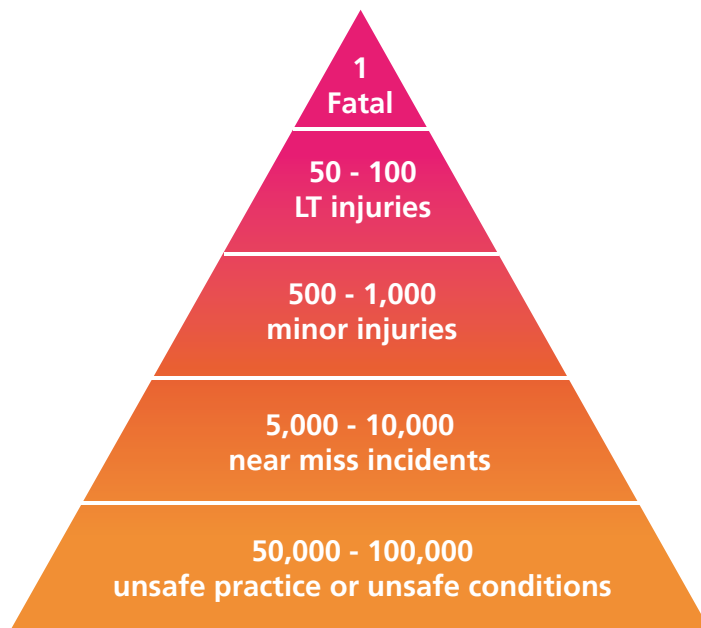 1
Fatal
50 - 100
LT injuries
500 - 1,000
minor injuries
5,000 - 10,000
near miss incidents
50,000 - 100,000
unsafe practice or unsafe conditions